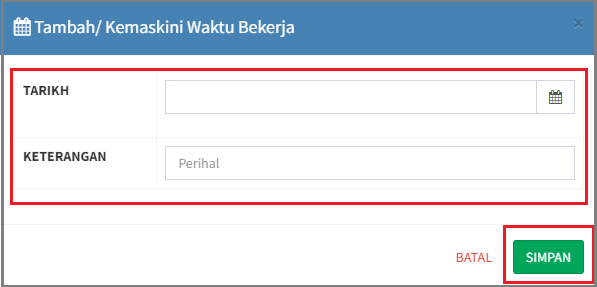 Tambah/ Kemaskini Waktu Bekerja ×
TARIKH
KETERANGAN Perihal
BATAL SIMPAN